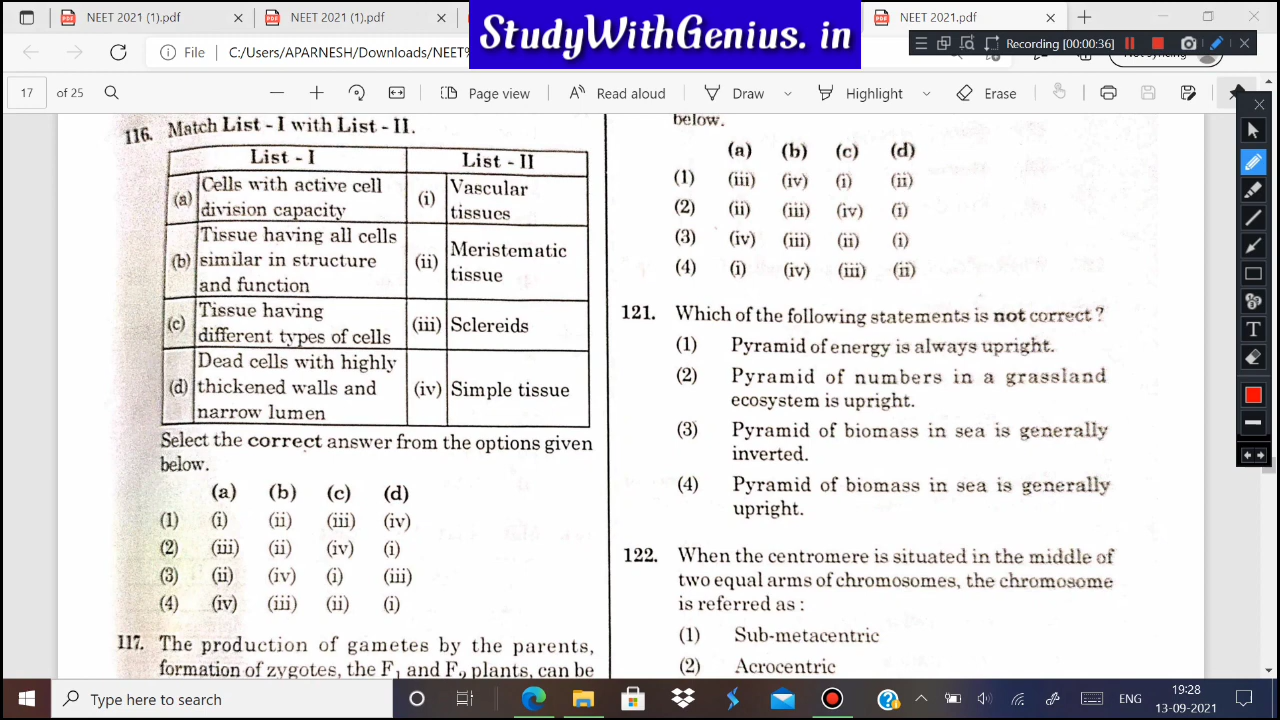 NEET 2021 (1).pdf
NEET 2021 (1).pdf
StudyWithGenius. in
NEET 2021.pdf
File
C:/Users/APARNESH/Downloads/NEET%
Recording [00:00:36]
17 of 25
Page view
Read aloud
Draw
Highlight
Erase
116. Match List - I with List - II.
List - I List - II
(a) Cells with active cell division capacity (i) Vascular tissues
(b) Tissue having all cells similar in structure and function (ii) Meristematic tissue
(c) Tissue having different types of cells (iii) Sclereids
(d) Dead cells with highly thickened walls and narrow lumen (iv) Simple tissue
Select the correct answer from the options given
below.
(a) (b) (c) (d)
(1) (i) (ii) (iii) (iv)
(2) (iii) (ii) (iv) (i)
(3) (ii) (iv) (i) (iii)
(4) (iv) (iii) (ii) (i)
117. The production of gametes by the parents,
formation of zygotes, the F1 and F2 plants, can be
below.
(a) (b) (c) (d)
(1) (iii) (iv) (i) (ii)
(2) (ii) (iii) (iv) (i)
(3) (iv) (iii) (ii) (i)
(4) (i) (iv) (iii) (ii)
121. Which of the following statements is not correct ?
(1) Pyramid of energy is always upright.
(2) Pyramid of numbers in a grassland
ecosystem is upright.
(3) Pyramid of biomass in sea is generally
inverted.
(4) Pyramid of biomass in sea is generally
upright.
122. When the centromere is situated in the middle of
two equal arms of chromosomes, the chromosome
is referred as :
(1) Sub-metacentric
(2) Acrocentric
Type here to search
ENG
19:28
13-09-2021